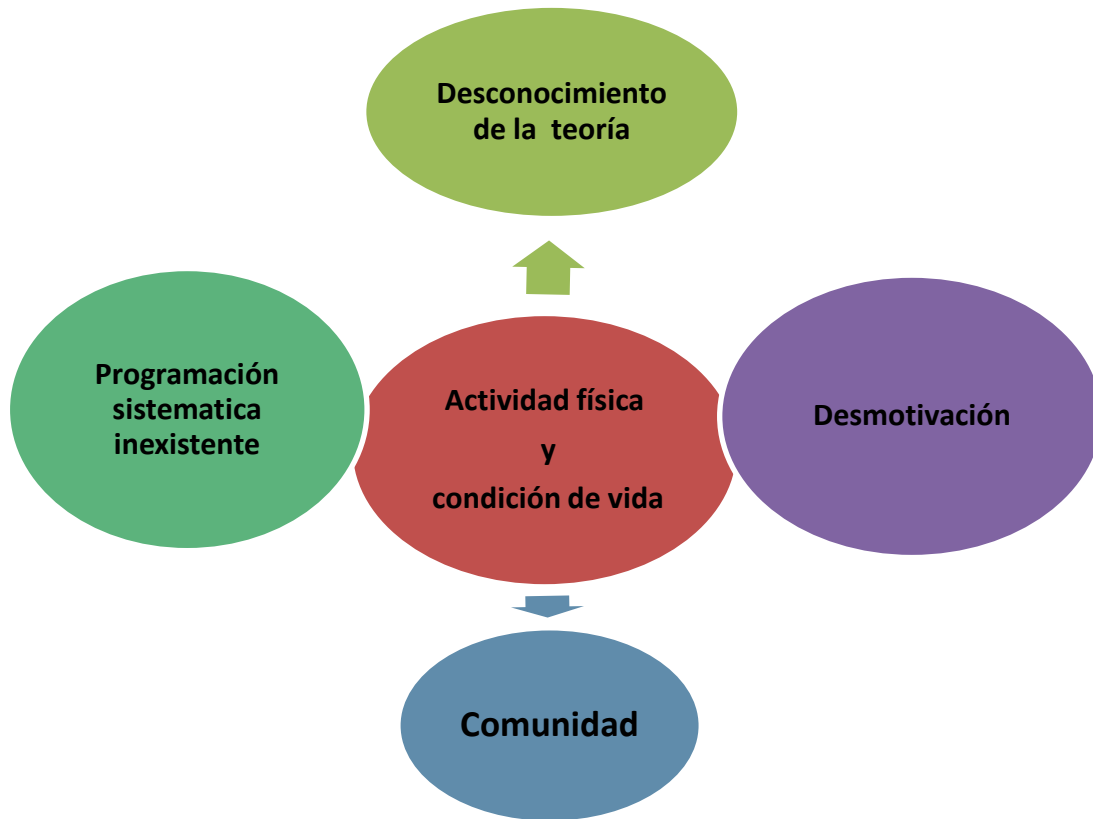 Desconocimiento
de la teoría
Programación
sistematica
inexistente
Actividad física
y
condición de vida
Desmotivación
Comunidad